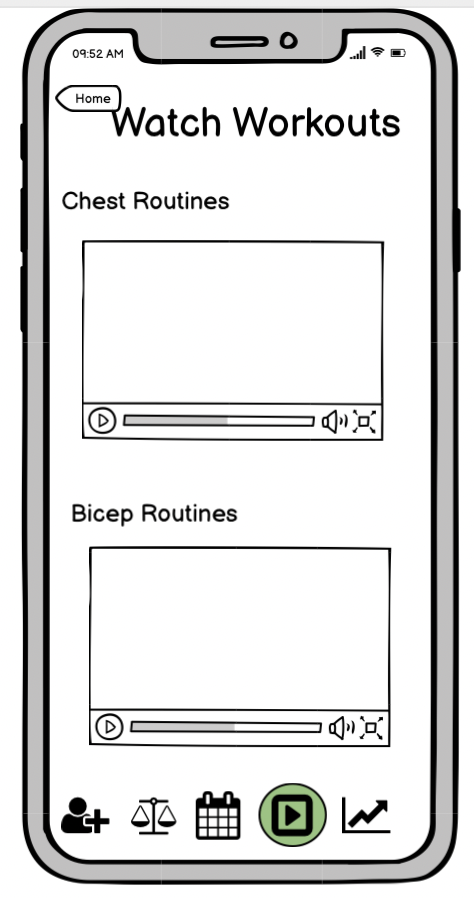 09:52 AM
Home
Watch Workouts
Chest Routines
Bicep Routines